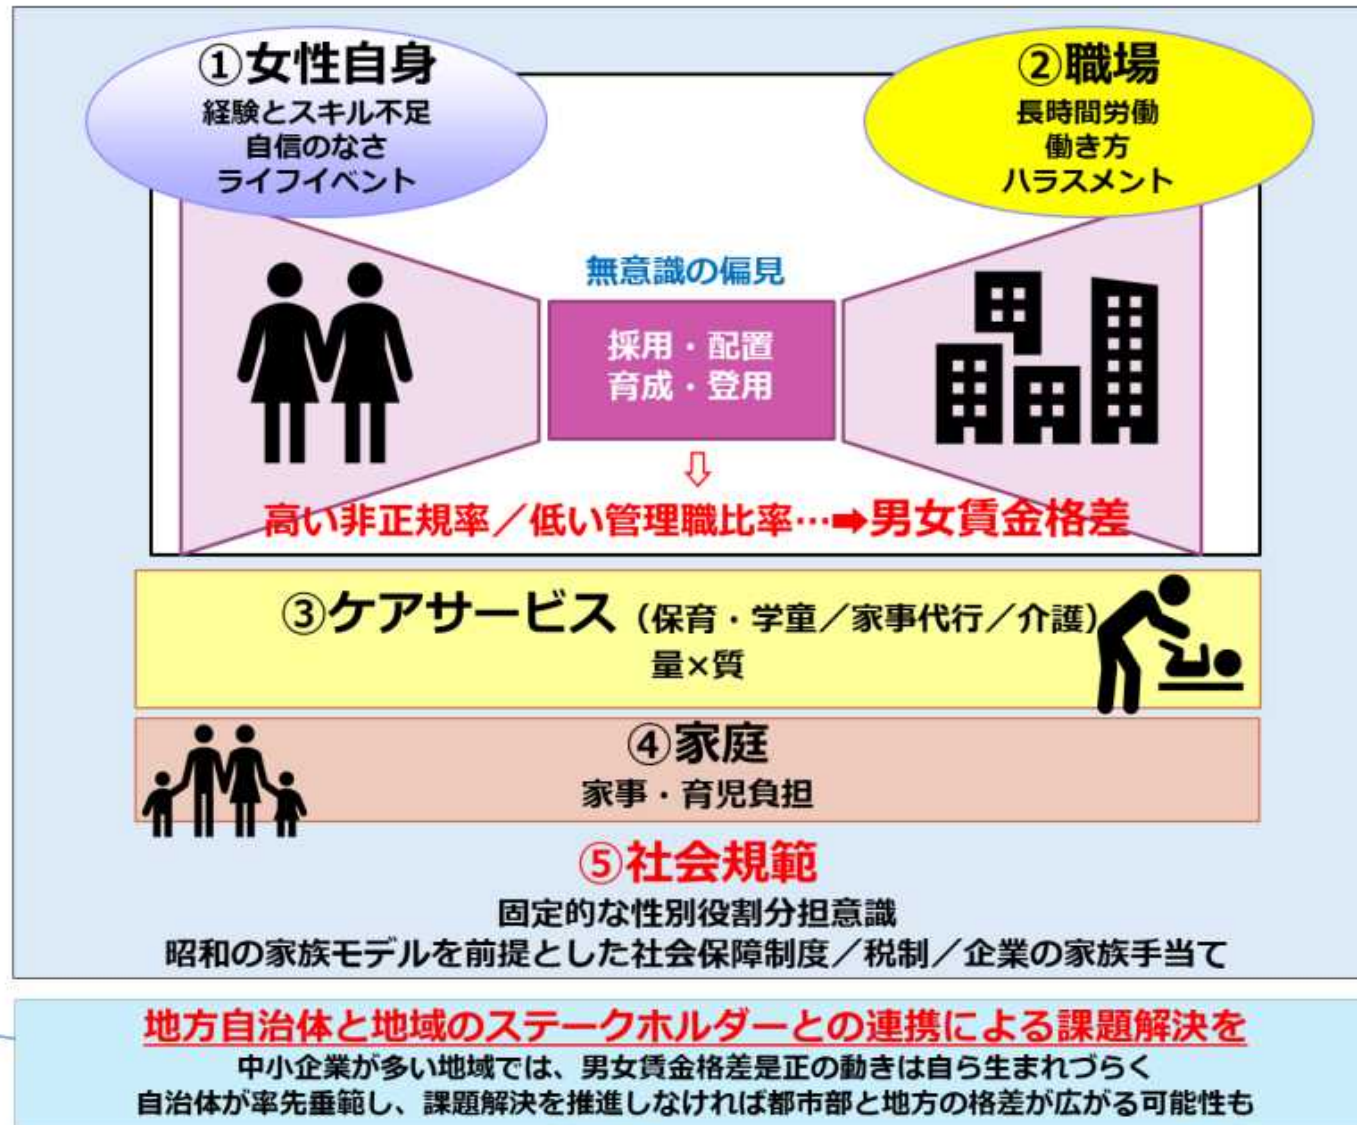 ①女性自身
経験とスキル不足
自信のなさ
ライフイベント
②職場
長時間労働
働き方
ハラスメント
無意識の偏見
採用・配置
育成・登用
⇩
高い非正規率／低い管理職比率…➡男女賃金格差
③ケアサービス（保育・学童／家事代行／介護）
量×質
④家庭
家事・育児負担
⑤社会規範
固定的な性別役割分担意識
昭和の家族モデルを前提とした社会保障制度／税制／企業の家族手当て
地方自治体と地域のステークホルダーとの連携による課題解決を
中小企業が多い地域では、男女賃金格差是正の動きは自ら生まれづらく
自治体が率先垂範し、課題解決を推進しなければ都市部と地方の格差が広がる可能性も